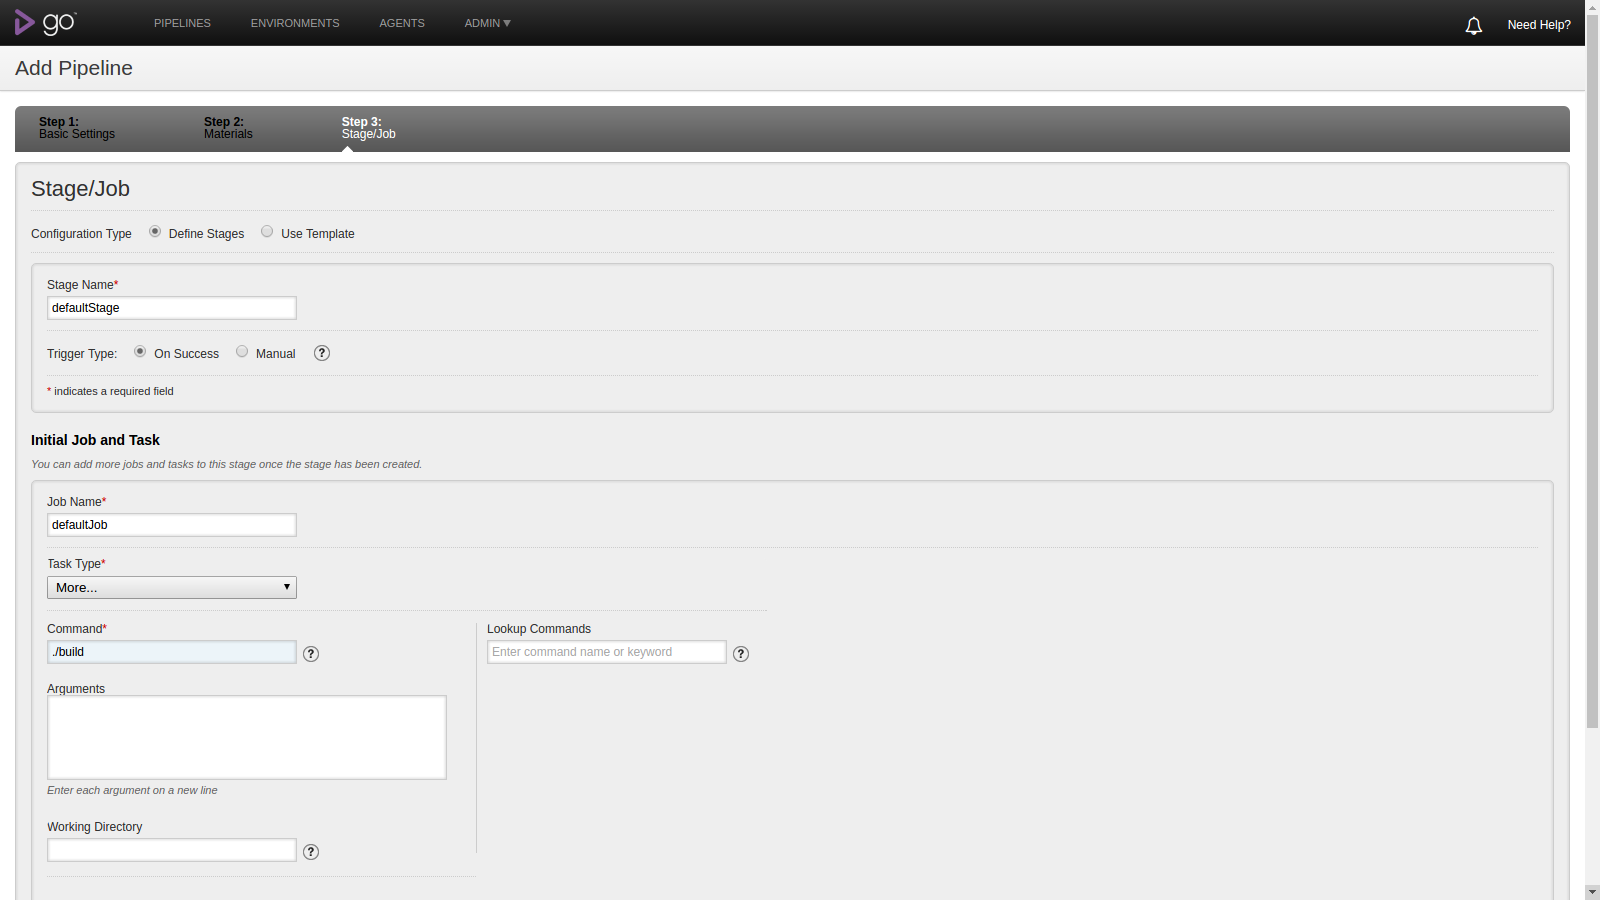 go™
PIPELINES ENVIRONMENTS AGENTS ADMIN ▼
Need Help?
Add Pipeline
Step 1:
Basic Settings
Step 2:
Materials
Step 3:
Stage/Job
Stage/Job
Configuration Type Define Stages Use Template
Stage Name*
defaultStage
Trigger Type: On Success Manual ?
* indicates a required field
Initial Job and Task
You can add more jobs and tasks to this stage once the stage has been created.
Job Name*
defaultJob
Task Type*
More...
Command*
./build ?
Lookup Commands
Enter command name or keyword ?
Arguments
Enter each argument on a new line
Working Directory
?